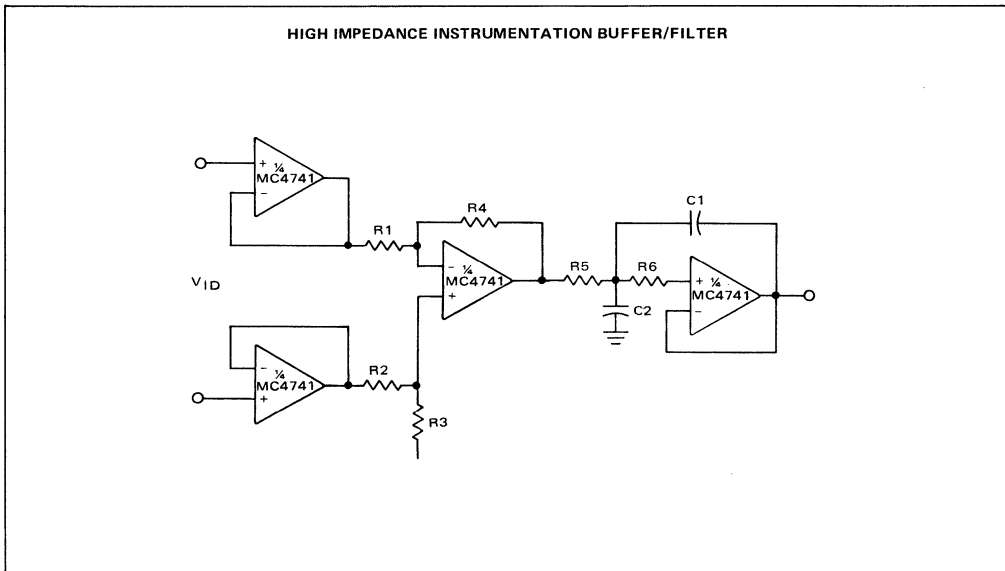 HIGH IMPEDANCE INSTRUMENTATION BUFFER/FILTER
+
¼
MC4741
−
R1
R4
−
¼
MC4741
+
R5
R6
C1
+
¼
MC4741
−
C2
V_ID
−
¼
MC4741
+
R2
R3